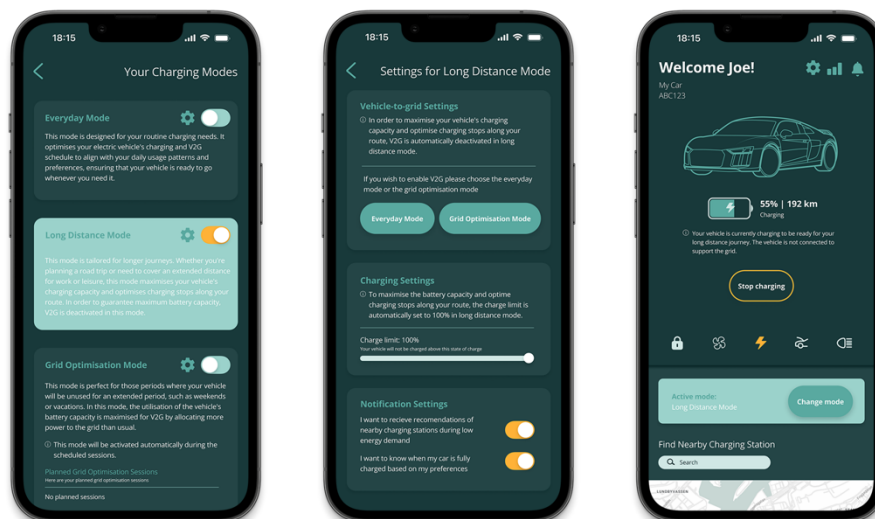 18:15
Your Charging Modes
Everyday Mode
This mode is designed for your routine charging needs. It
optimises your electric vehicle's charging and V2G
schedule to align with your daily usage patterns and
preferences, ensuring that your vehicle is ready to go
whenever you need it.
Long Distance Mode
This mode is tailored for longer journeys. Whether you're
planning a road trip or need to cover an extended distance
for work or leisure, this mode maximises your vehicle's
charging capacity and optimises charging stops along your
route. In order to guarantee maximum battery capacity,
V2G is deactivated in this mode.
Grid Optimisation Mode
This mode is perfect for those periods where your vehicle
will be unused for an extended period, such as weekends
or vacations. In this mode, the utilisation of the vehicle's
battery capacity is maximised for V2G by allocating more
power to the grid than usual.
This mode will be activated automatically during the
scheduled sessions.
Planned Grid Optimisation Sessions
Here are your planned grid optimisation sessions
No planned sessions
18:15
Settings for Long Distance Mode
Vehicle-to-grid Settings
In order to maximise your vehicle's charging
capacity and optimise charging stops along your
route, V2G is automatically deactivated in long
distance mode.
If you wish to enable V2G please choose the everyday
mode or the grid optimisation mode
Everyday Mode
Grid Optimisation Mode
Charging Settings
To maximise the battery capacity and optime
charging stops along your route, the charge limit is
automatically set to 100% in long distance mode.
Charge limit: 100%
Your vehicle will not be charged above this state of charge
Notification Settings
I want to recieve recomendations of
nearby charging stations during low
energy demand
I want to know when my car is fully
charged based on my preferences
18:15
Welcome Joe!
My Car
ABC123
55% | 192 km
Charging
Your vehicle is currently charging to be ready for your
long distance journey. The vehicle is not connected to
support the grid.
Stop charging
Active mode:
Long Distance Mode
Change mode
Find Nearby Charging Station
Search